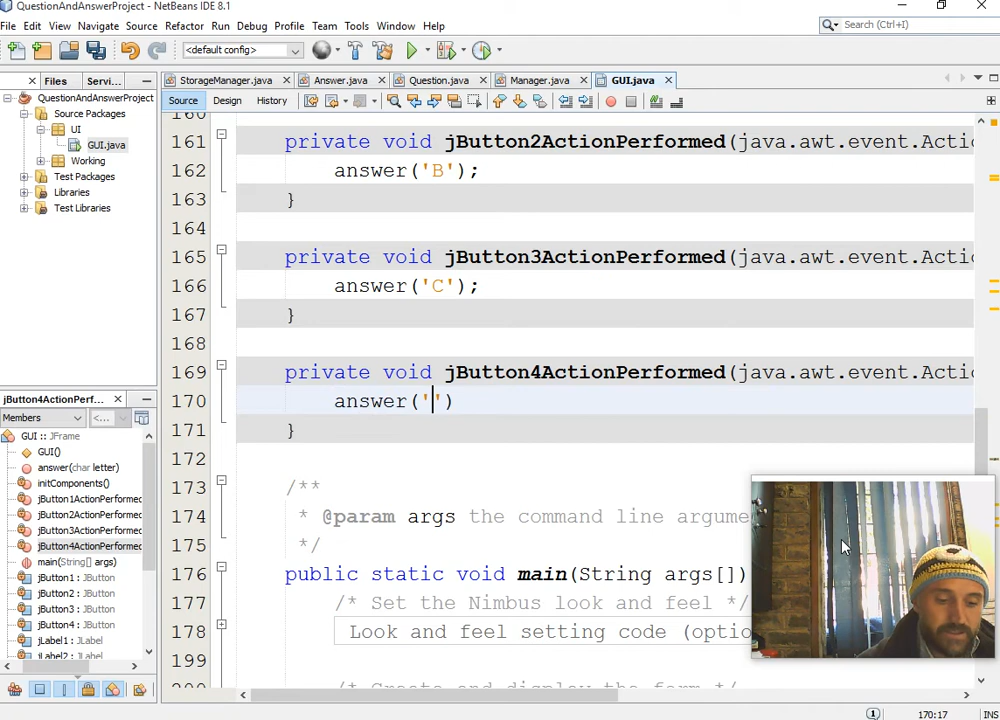 QuestionAndAnswerProject - NetBeans IDE 8.1
File Edit View Navigate Source Refactor Run Debug Profile Team Tools Window Help
Search (Ctrl+I)
<default config>
Files Servi...
StorageManager.java Answer.java Question.java Manager.java GUI.java
QuestionAndAnswerProject
Source Packages
UI
GUI.java
Working
Test Packages
Libraries
Test Libraries
Source Design History
160
161 private void jButton2ActionPerformed(java.awt.event.Actio
162 answer('B');
163 }
164
165 private void jButton3ActionPerformed(java.awt.event.Actio
166 answer('C');
167 }
168
169 private void jButton4ActionPerformed(java.awt.event.Actio
170 answer('')
171 }
172
173 /**
174 * @param args the command line argume
175 */
176 public static void main(String args[])
177 /* Set the Nimbus look and feel */
178 Look and feel setting code (optio
199
200 /* Create and display the form */
jButton4ActionPerf...
Members <...
GUI :: JFrame
GUI()
answer(char letter)
initComponents()
jButton1ActionPerformed
jButton2ActionPerformed
jButton3ActionPerformed
jButton4ActionPerformed
main(String[] args)
jButton1 : JButton
jButton2 : JButton
jButton3 : JButton
jButton4 : JButton
jLabel1 : JLabel
jLabel2 : JLabel
1 170:17 INS